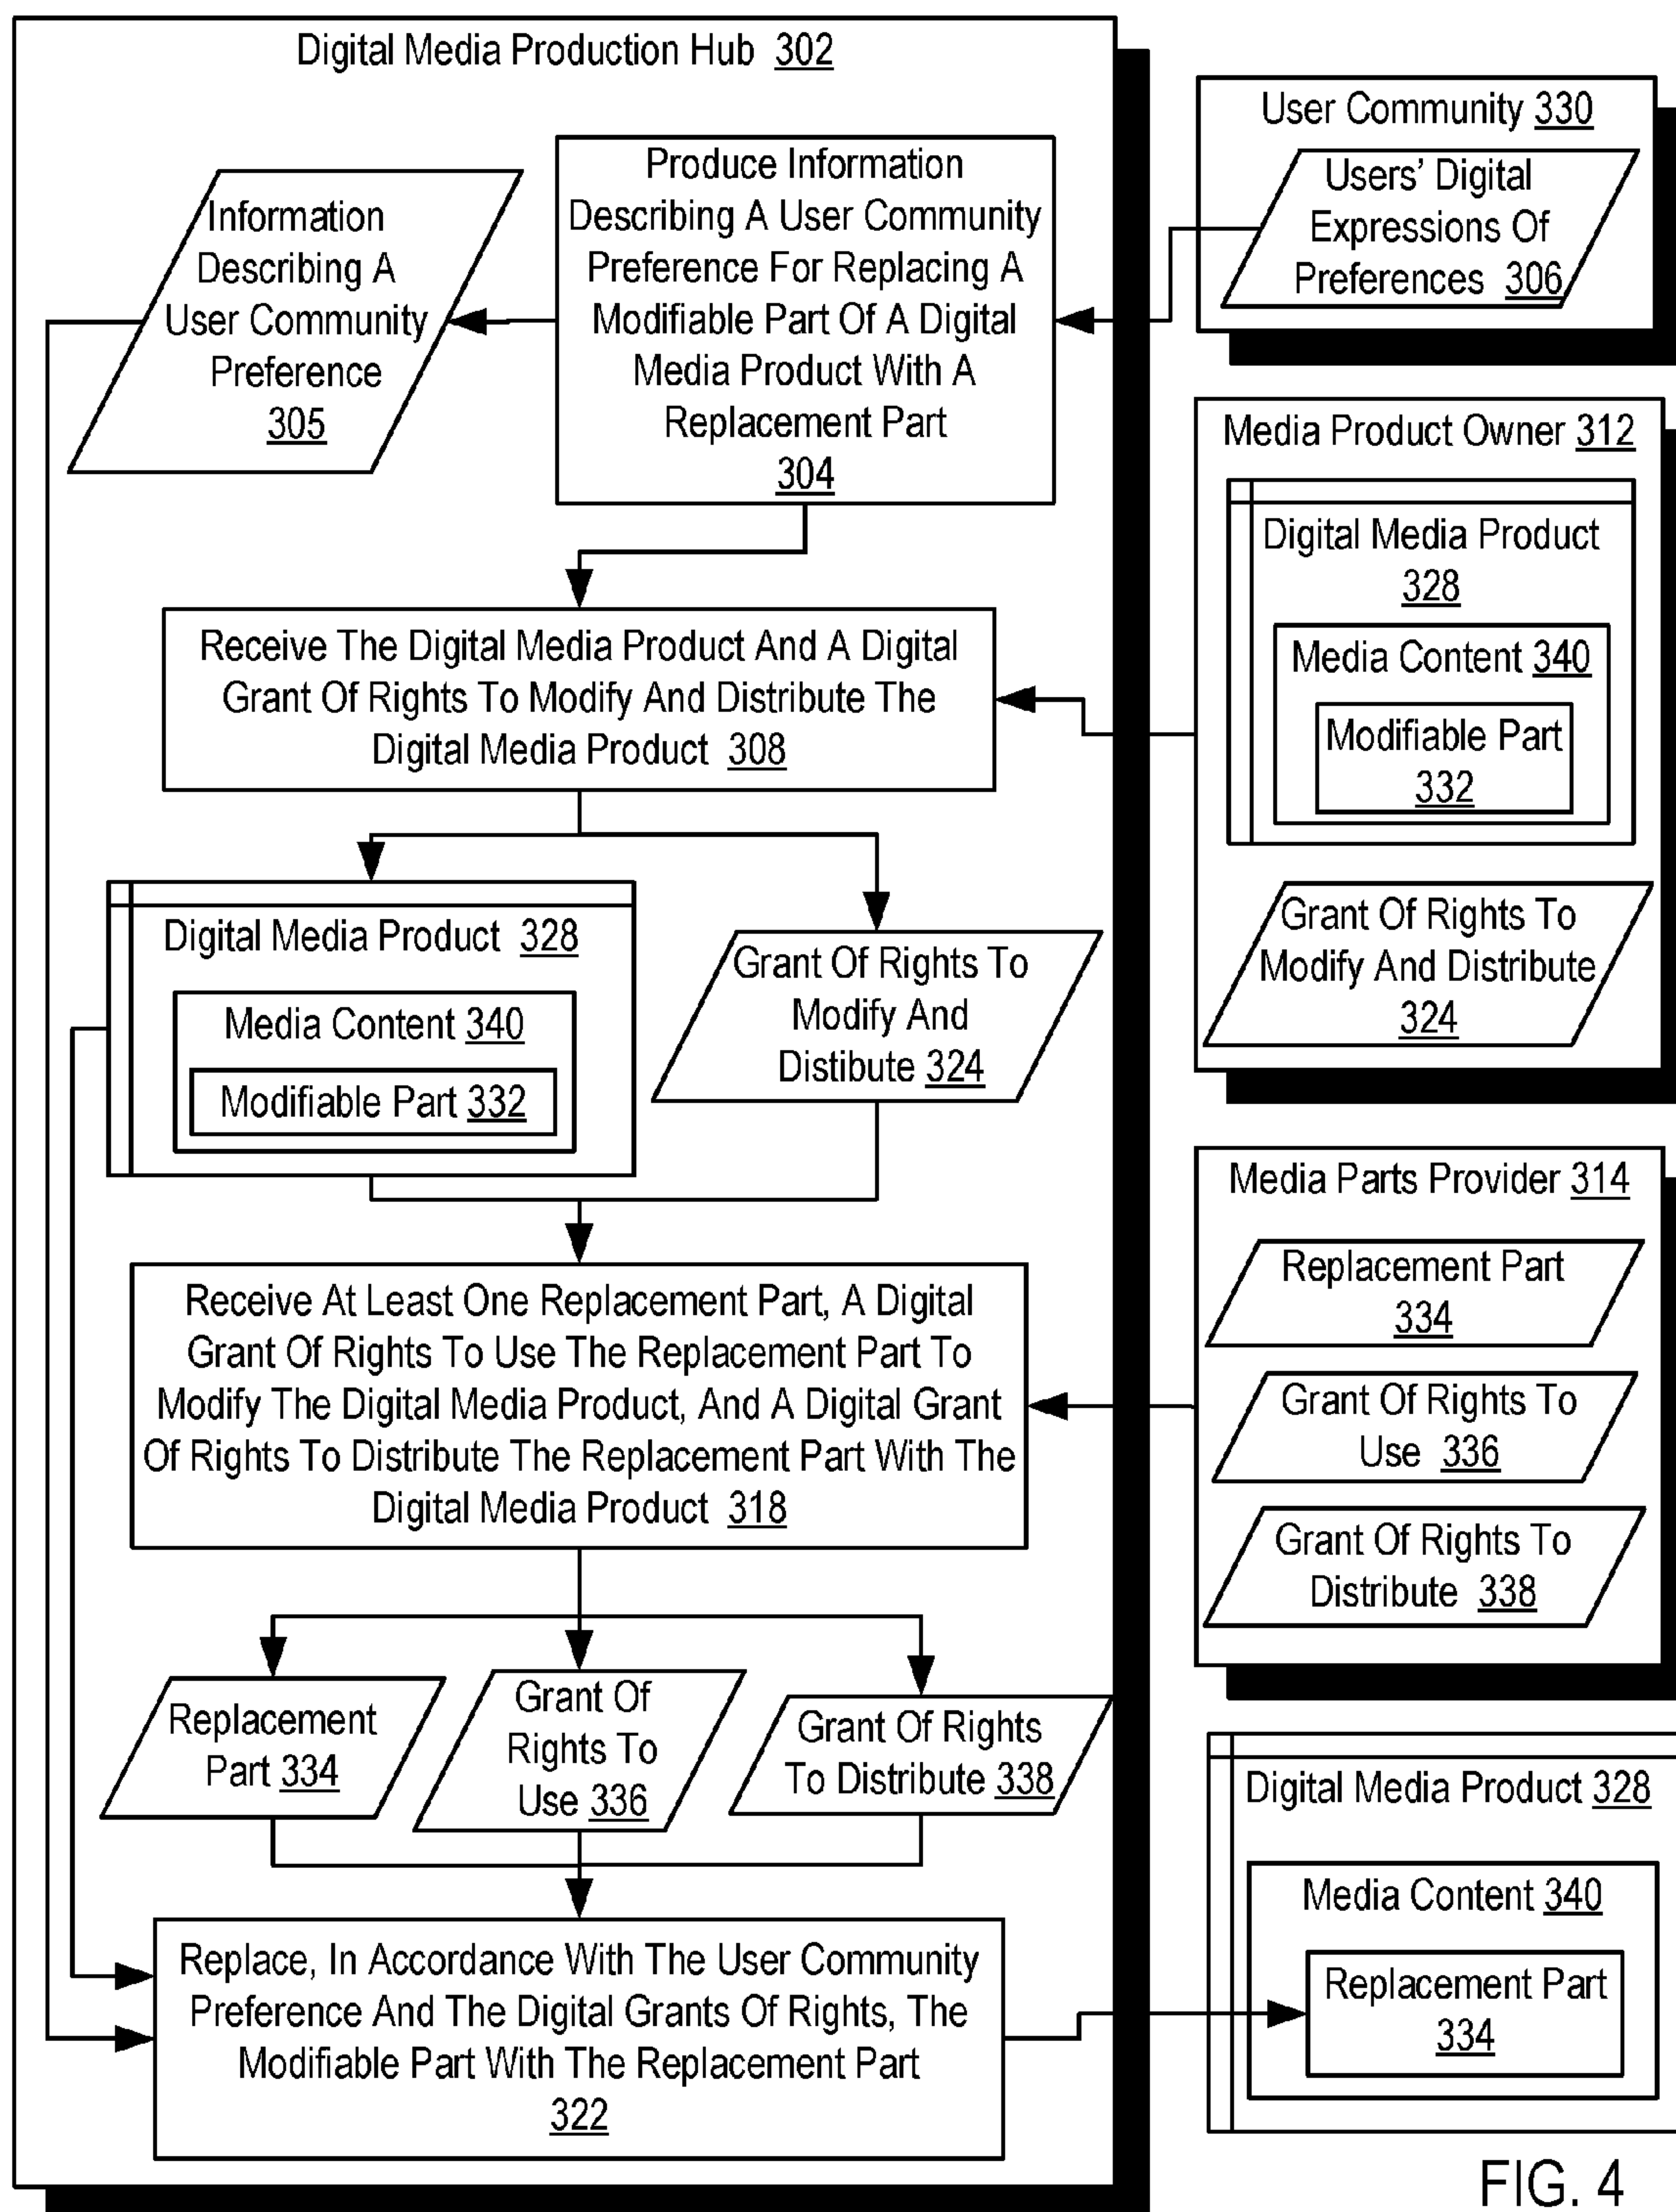 Digital Media Production Hub 302
Information
Describing A
User Community
Preference
305
Produce Information
Describing A User Community
Preference For Replacing A
Modifiable Part Of A Digital
Media Product With A
Replacement Part
304
Receive The Digital Media Product And A Digital
Grant Of Rights To Modify And Distribute The
Digital Media Product 308
Digital Media Product 328
Media Content 340
Modifiable Part 332
Grant Of Rights To
Modify And
Distibute 324
Receive At Least One Replacement Part, A Digital
Grant Of Rights To Use The Replacement Part To
Modify The Digital Media Product, And A Digital Grant
Of Rights To Distribute The Replacement Part With The
Digital Media Product 318
Replacement
Part 334
Grant Of
Rights To
Use 336
Grant Of Rights
To Distribute 338
Replace, In Accordance With The User Community
Preference And The Digital Grants Of Rights, The
Modifiable Part With The Replacement Part
322
User Community 330
Users' Digital
Expressions Of
Preferences 306
Media Product Owner 312
Digital Media Product
328
Media Content 340
Modifiable Part
332
Grant Of Rights To
Modify And Distribute
324
Media Parts Provider 314
Replacement Part
334
Grant Of Rights To
Use 336
Grant Of Rights To
Distribute 338
Digital Media Product 328
Media Content 340
Replacement Part
334
FIG. 4